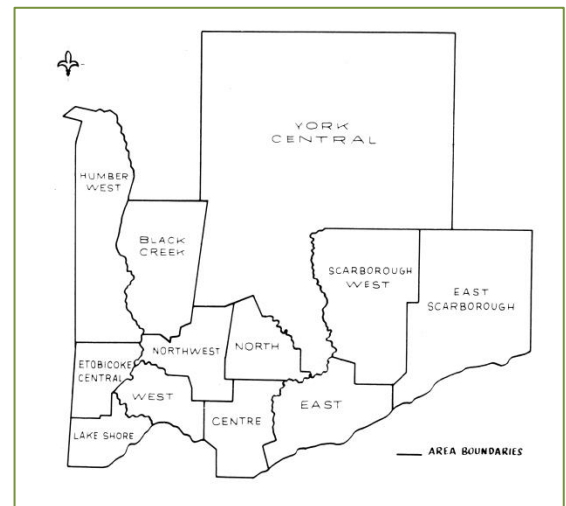 YORK
CENTRAL
HUMBER
WEST
BLACK
CREEK
SCARBOROUGH
WEST
EAST
SCARBOROUGH
NORTHWEST
NORTH
ETOBICOKE
CENTRAL
WEST
EAST
CENTRE
LAKE SHORE
AREA BOUNDARIES